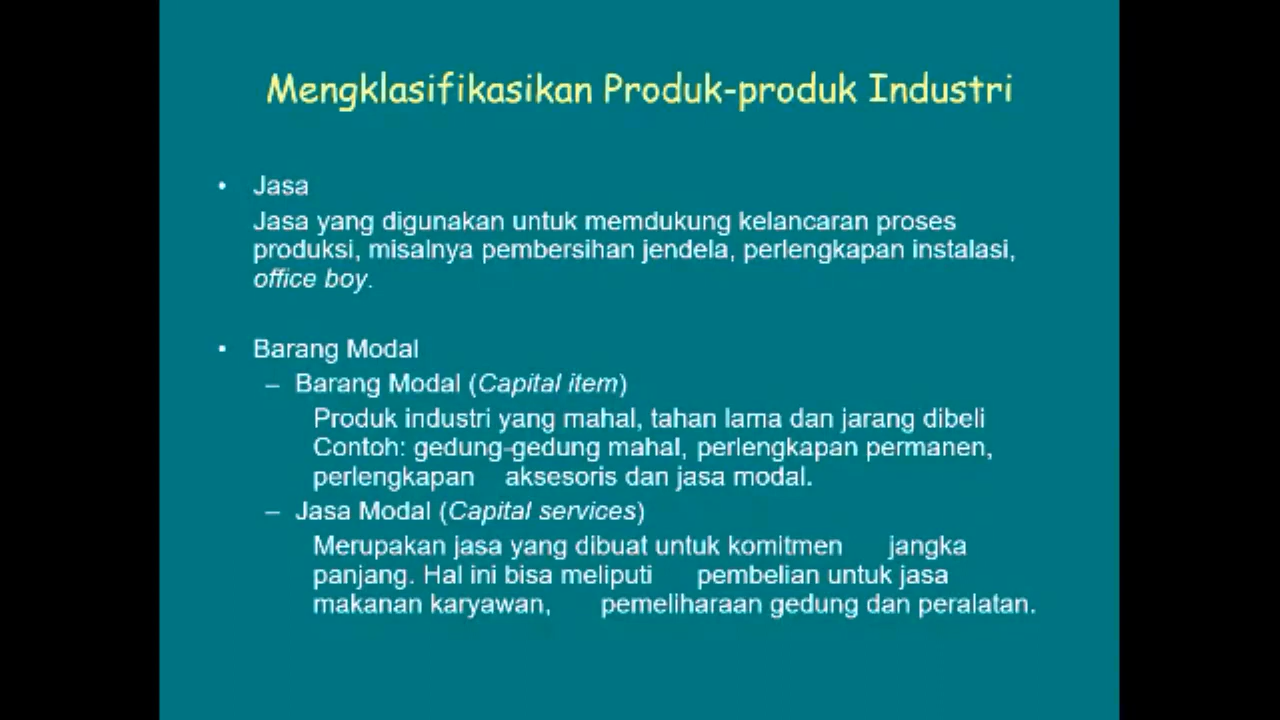 Mengklasifikasikan Produk-produk Industri
• Jasa
Jasa yang digunakan untuk memdukung kelancaran proses
produksi, misalnya pembersihan jendela, perlengkapan instalasi,
office boy.
• Barang Modal
– Barang Modal (Capital item)
Produk industri yang mahal, tahan lama dan jarang dibeli
Contoh: gedung-gedung mahal, perlengkapan permanen,
perlengkapan aksesoris dan jasa modal.
– Jasa Modal (Capital services)
Merupakan jasa yang dibuat untuk komitmen jangka
panjang. Hal ini bisa meliputi pembelian untuk jasa
makanan karyawan, pemeliharaan gedung dan peralatan.